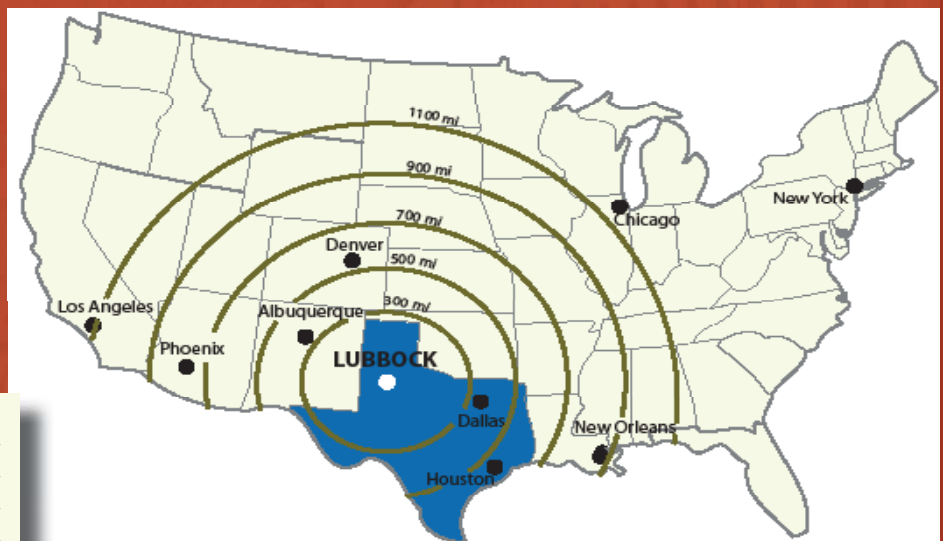 1100 mi
900 mi
New York
Chicago
700 mi
Denver
500 mi
300 mi
Los Angeles
Albuquerque
Phoenix
LUBBOCK
Dallas
New Orleans
Houston